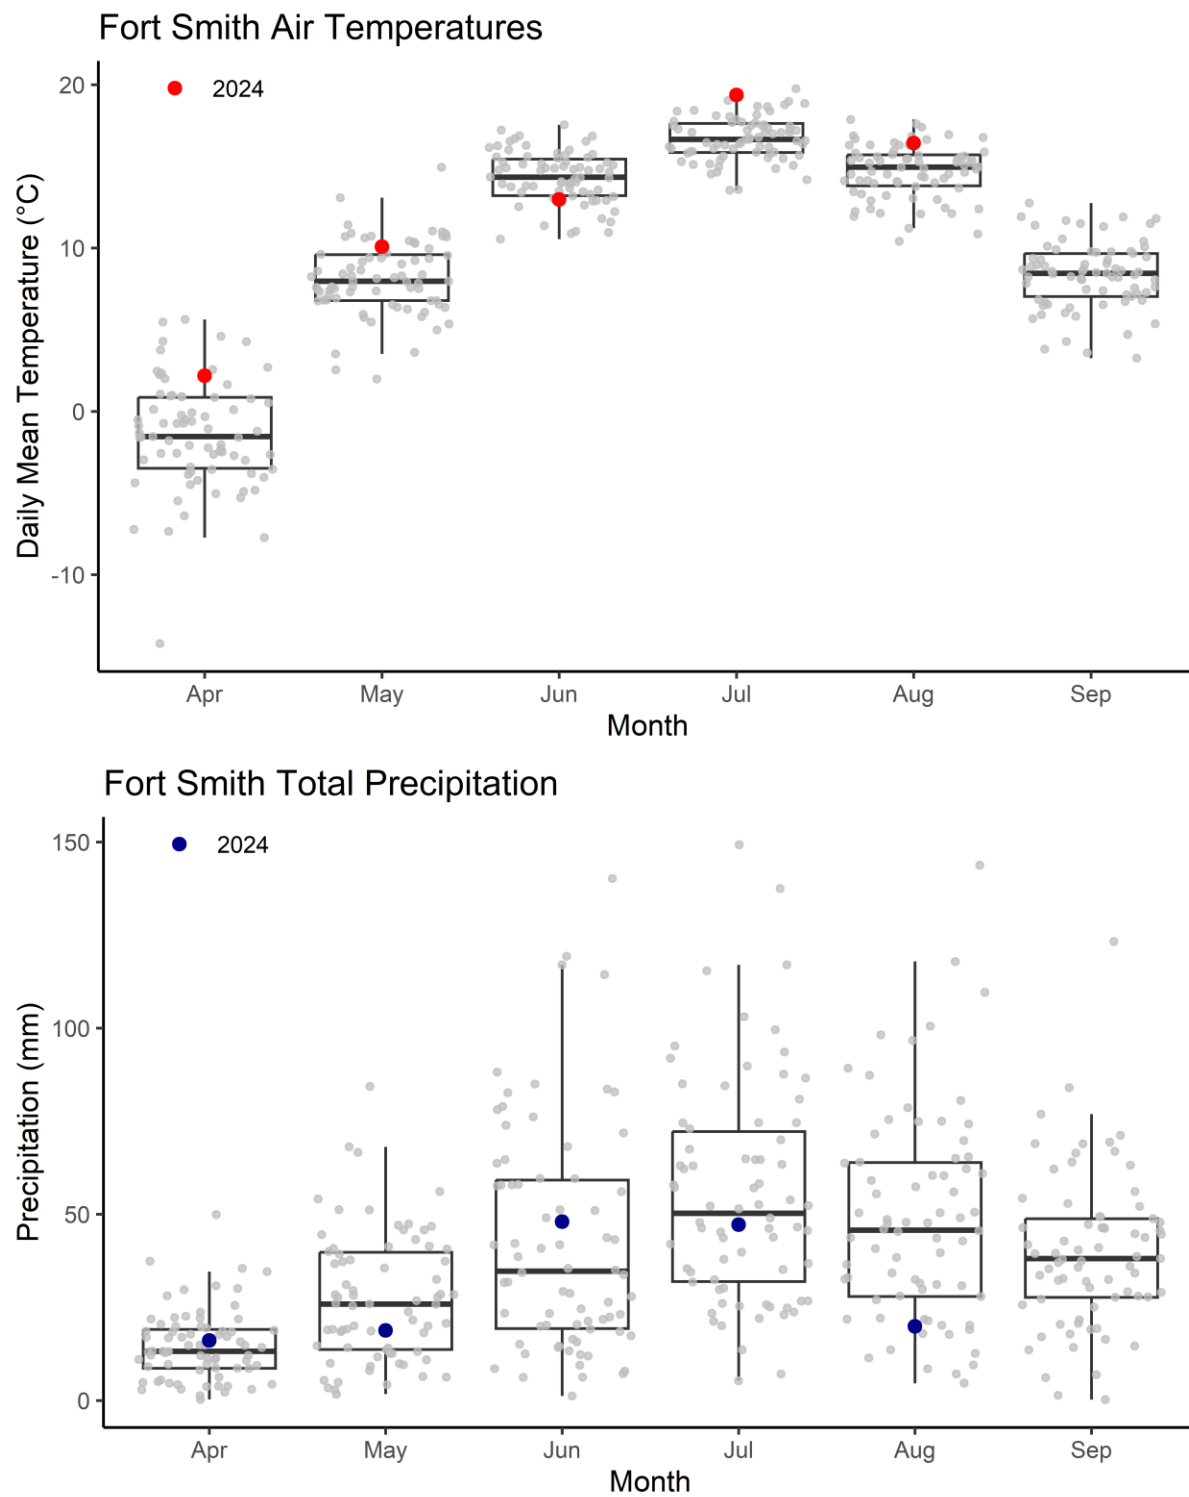 Fort Smith Air Temperatures
2024
Daily Mean Temperature (°C)
20
10
0
-10
Apr May Jun Jul Aug Sep
Month
Fort Smith Total Precipitation
2024
Precipitation (mm)
150
100
50
0
Apr May Jun Jul Aug Sep
Month